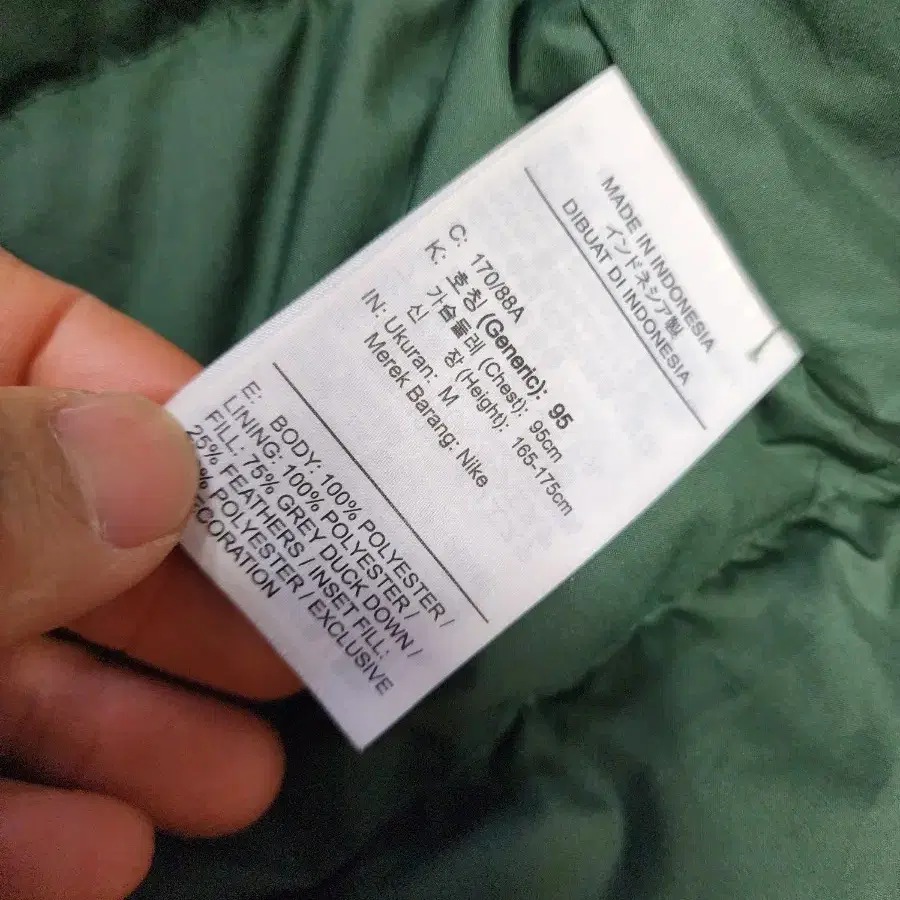 MADE IN INDONESIA
インドネシア製
DIBUAT DI INDONESIA
C: 170/88A
K: 호칭 (Generic): 95
가슴둘레 (Chest): 95cm
신 장 (Height): 165-175cm
IN: Ukuran: M
Merek Barang: Nike
E: BODY: 100% POLYESTER /
LINING: 100% POLYESTER /
FILL: 75% GREY DUCK DOWN /
25% FEATHERS / INSET FILL:
% POLYESTER / EXCLUSIVE
ECORATION